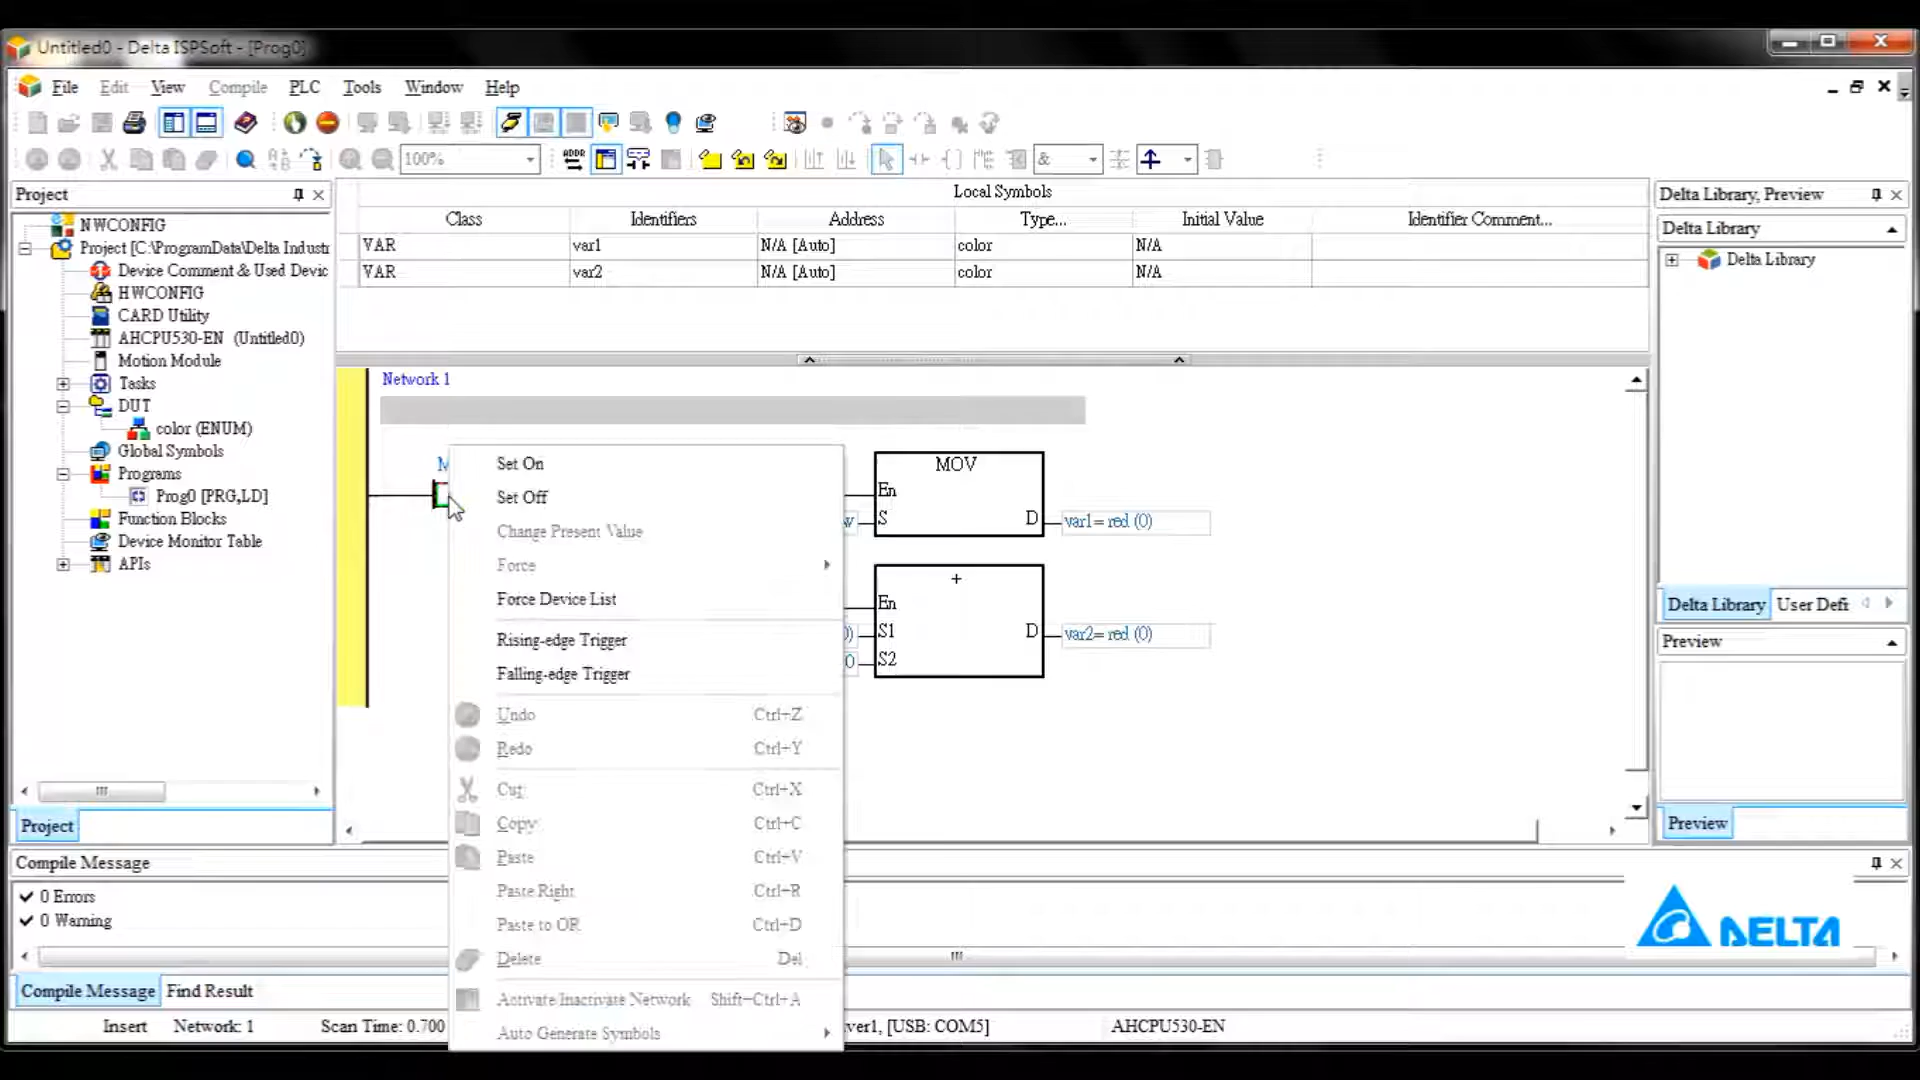 Untitled0 - Delta ISPSoft - [Prog0]
File Edit View Compile PLC Tools Window Help
100%
ADDR
&
Project
NWCONFIG
Project [C:\ProgramData\Delta Industr
Device Comment & Used Devic
HWCONFIG
CARD Utility
AHCPU530-EN (Untitled0)
Motion Module
Tasks
DUT
color (ENUM)
Global Symbols
Programs
Prog0 [PRG,LD]
Function Blocks
Device Monitor Table
APIs
Project
Local Symbols
Class Identifiers Address Type... Initial Value Identifier Comment...
VAR var1 N/A [Auto] color N/A
VAR var2 N/A [Auto] color N/A
Network 1
M
Set On
Set Off
Change Present Value
Force
Force Device List
Rising-edge Trigger
Falling-edge Trigger
Undo Ctrl+Z
Redo Ctrl+Y
Cut Ctrl+X
Copy Ctrl+C
Paste Ctrl+V
Paste Right Ctrl+R
Paste to OR Ctrl+D
Delete Del
Activate/Inactivate Network Shift+Ctrl+A
Auto Generate Symbols
MOV
En
w S D var1= red (0)
+
En
0) S1 D var2= red (0)
0 S2
Delta Library, Preview
Delta Library
Delta Library
Delta Library User Defi
Preview
Preview
Compile Message
0 Errors
0 Warning
DELTA
Compile Message Find Result
Insert Network: 1 Scan Time: 0.700 ver1, [USB: COM5] AHCPU530-EN